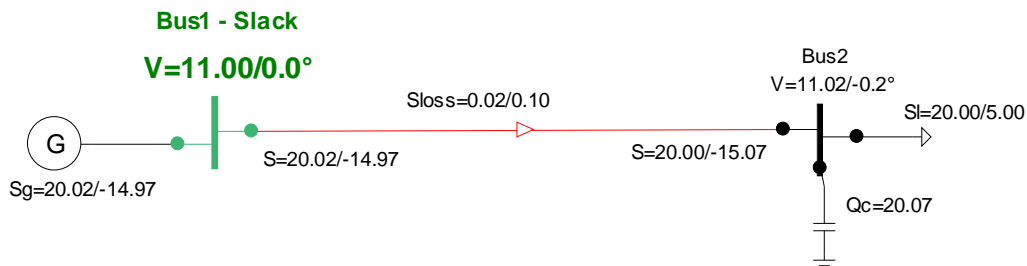 Bus1 - Slack
V=11.00/0.0°
Bus2
V=11.02/-0.2°
Sloss=0.02/0.10
Sl=20.00/5.00
G
S=20.02/-14.97
S=20.00/-15.07
Sg=20.02/-14.97
Qc=20.07